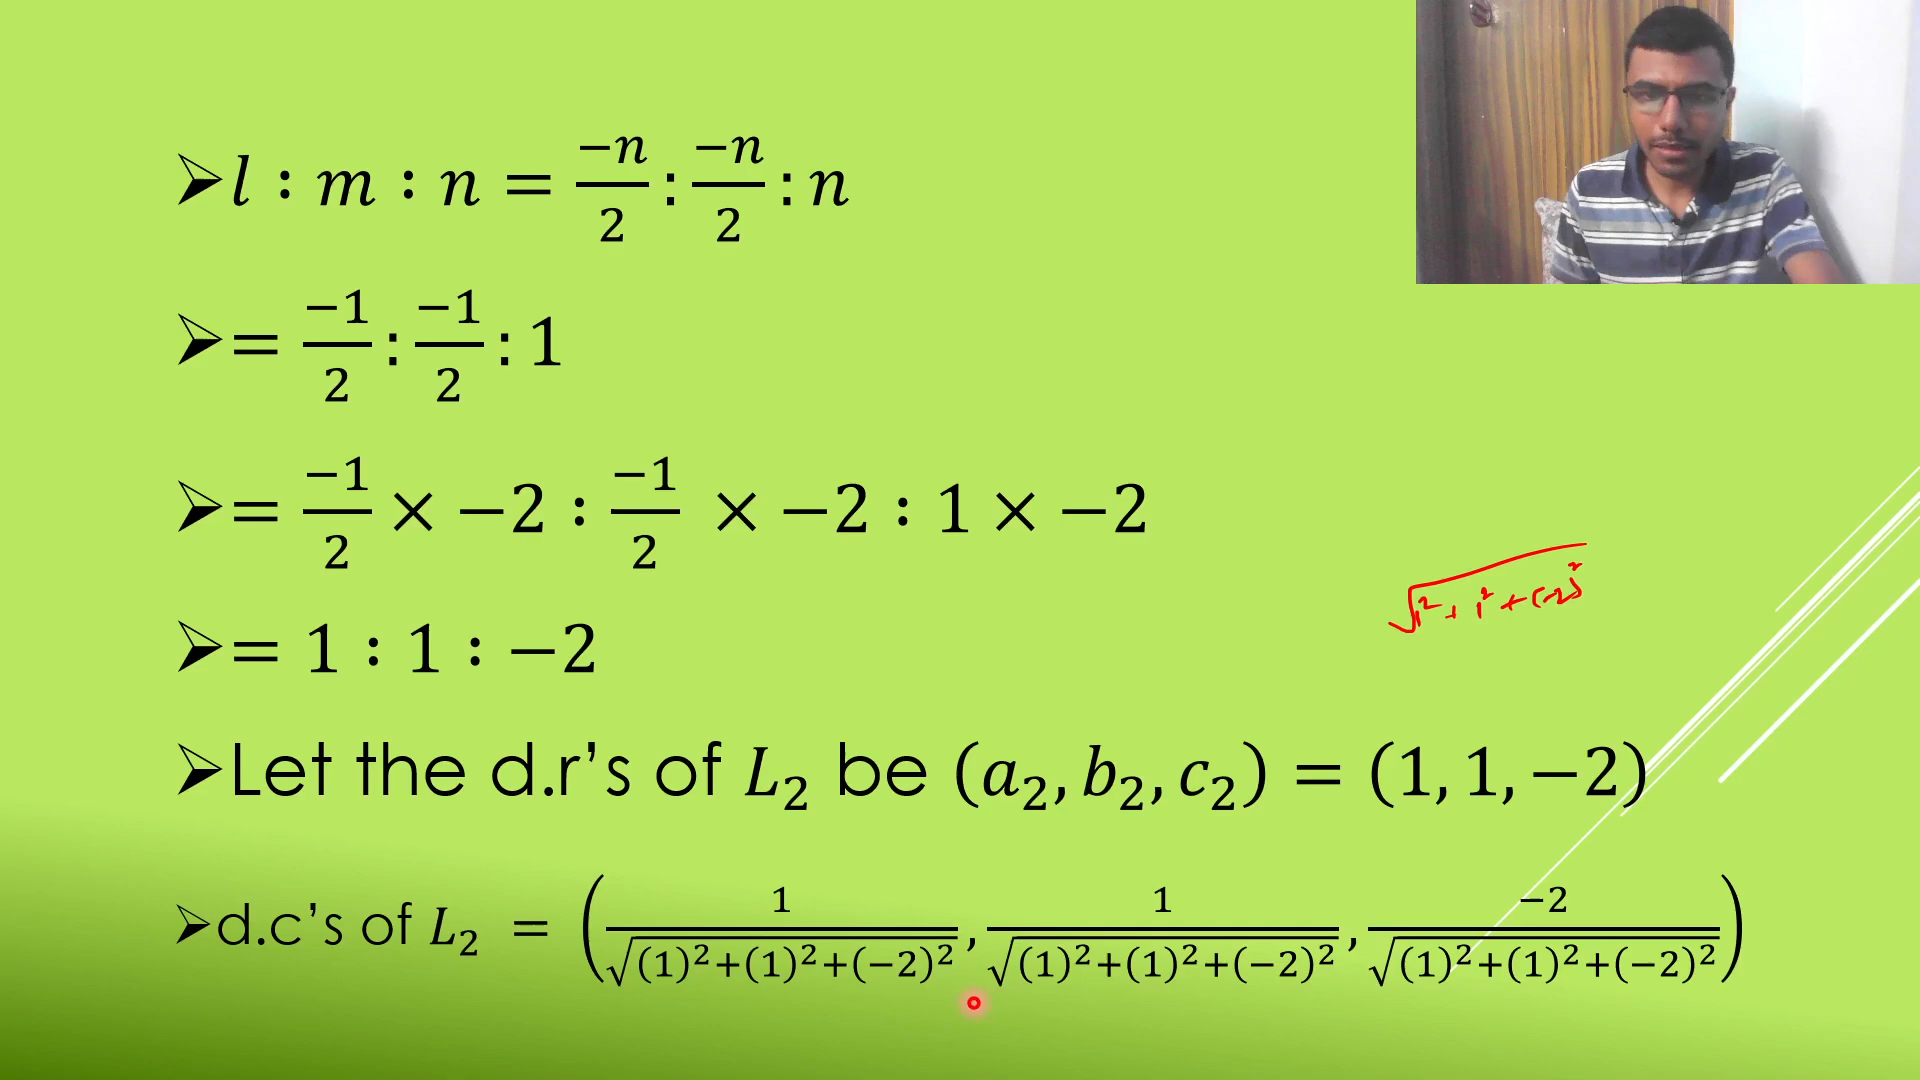 ➢l : m : n = −n/2 : −n/2 : n
➢= −1/2 : −1/2 : 1
➢= −1/2 × −2 : −1/2 × −2 : 1 × −2
➢= 1 : 1 : −2
√1² + 1² + (−2)²
➢Let the d.r’s of L₂ be (a₂, b₂, c₂) = (1, 1, −2)
➢d.c’s of L₂ = (1/√((1)²+(1)²+(−2)²), 1/√((1)²+(1)²+(−2)²), −2/√((1)²+(1)²+(−2)²))